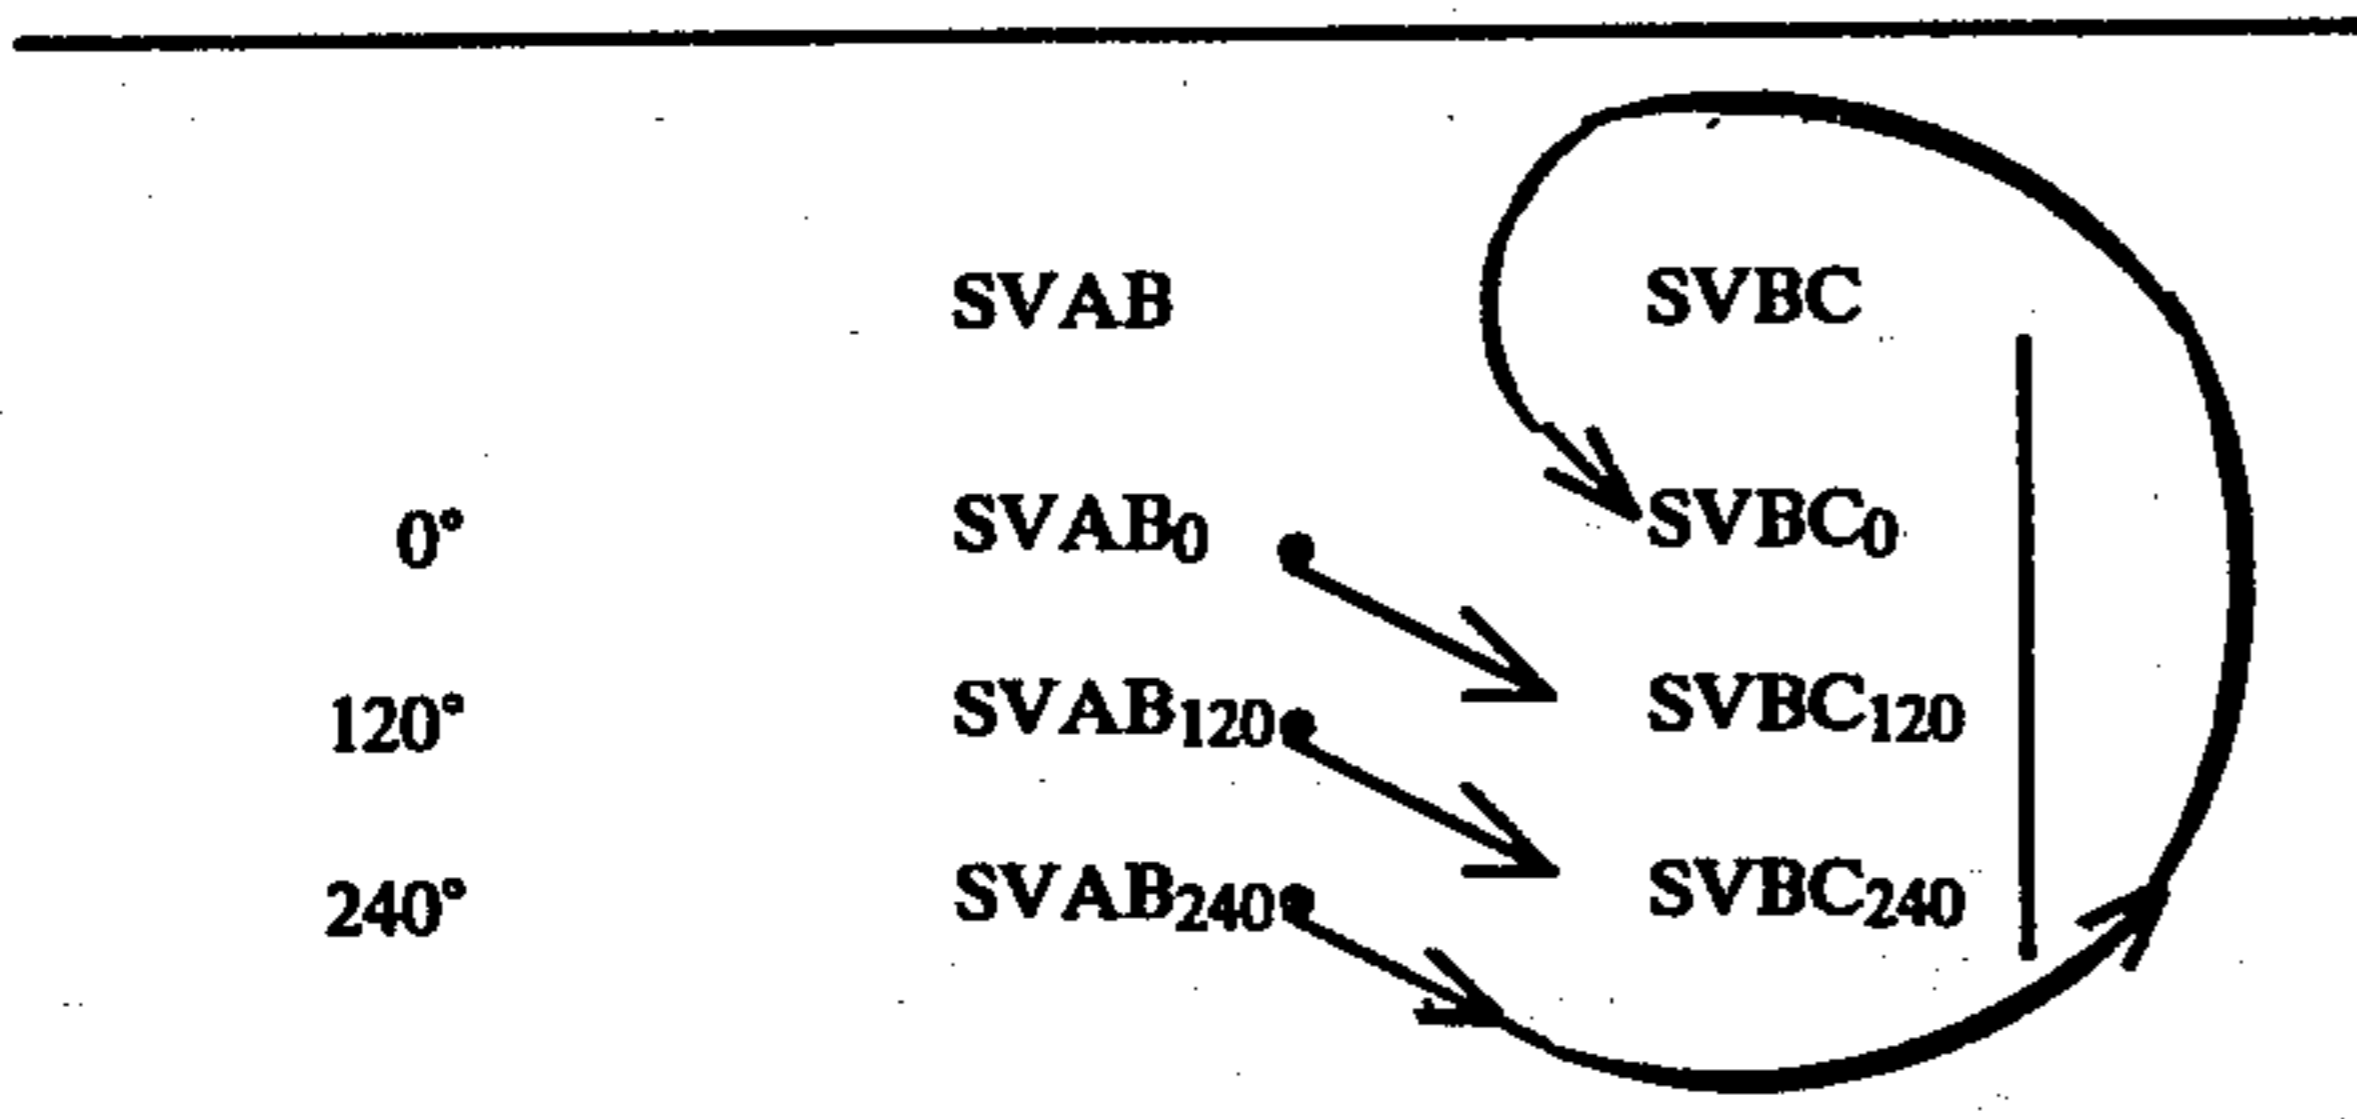 SVAB SVBC
0° SVAB₀ SVBC₀
120° SVAB₁₂₀ SVBC₁₂₀
240° SVAB₂₄₀ SVBC₂₄₀